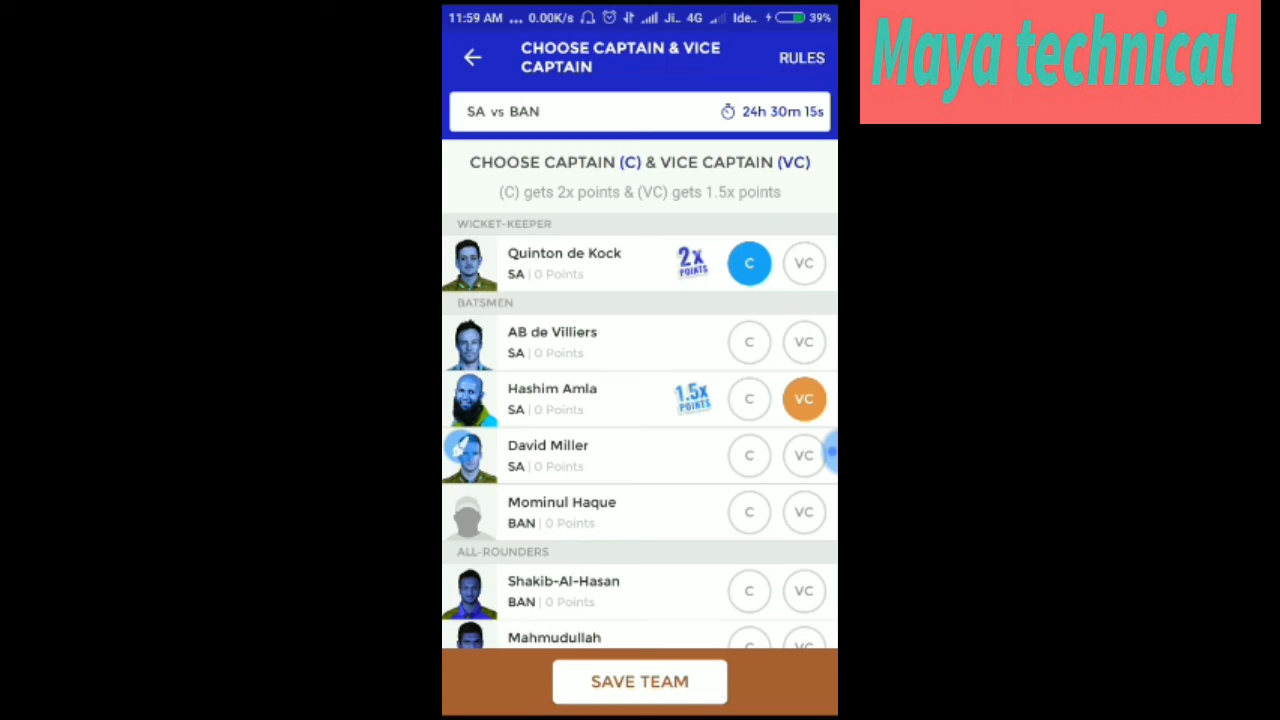 11:59 AM ... 0.00K/s Ji.. 4G Ide.. 39%
Maya technical
CHOOSE CAPTAIN & VICE
CAPTAIN
RULES
SA vs BAN 24h 30m 15s
CHOOSE CAPTAIN (C) & VICE CAPTAIN (VC)
(C) gets 2x points & (VC) gets 1.5x points
WICKET-KEEPER
Quinton de Kock
SA | 0 Points
2X
POINTS
C VC
BATSMEN
AB de Villiers
SA | 0 Points
C VC
Hashim Amla
SA | 0 Points
1.5X
POINTS
C VC
David Miller
SA | 0 Points
C VC
Mominul Haque
BAN | 0 Points
C VC
ALL-ROUNDERS
Shakib-Al-Hasan
BAN | 0 Points
C VC
Mahmudullah
C VC
SAVE TEAM